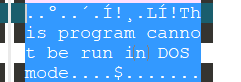 ..º..´.Í!¸.LÍ!Th
is program canno
t be run in DOS
mode....$.......